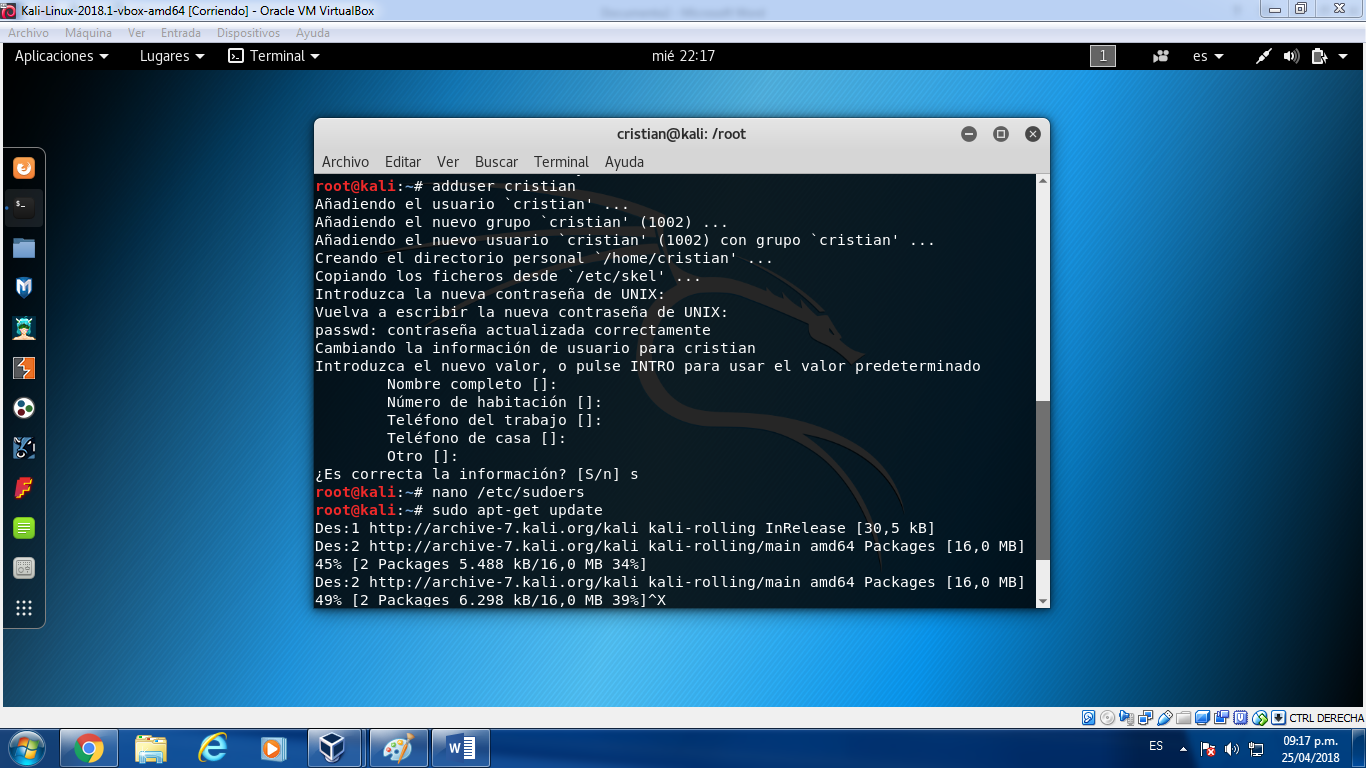 Kali-Linux-2018.1-vbox-amd64 [Corriendo] - Oracle VM VirtualBox
Archivo Máquina Ver Entrada Dispositivos Ayuda
Aplicaciones Lugares Terminal mié 22:17 1 es
cristian@kali: /root
Archivo Editar Ver Buscar Terminal Ayuda
root@kali:~# adduser cristian
Añadiendo el usuario `cristian' ...
Añadiendo el nuevo grupo `cristian' (1002) ...
Añadiendo el nuevo usuario `cristian' (1002) con grupo `cristian' ...
Creando el directorio personal `/home/cristian' ...
Copiando los ficheros desde `/etc/skel' ...
Introduzca la nueva contraseña de UNIX:
Vuelva a escribir la nueva contraseña de UNIX:
passwd: contraseña actualizada correctamente
Cambiando la información de usuario para cristian
Introduzca el nuevo valor, o pulse INTRO para usar el valor predeterminado
Nombre completo []:
Número de habitación []:
Teléfono del trabajo []:
Teléfono de casa []:
Otro []:
¿Es correcta la información? [S/n] s
root@kali:~# nano /etc/sudoers
root@kali:~# sudo apt-get update
Des:1 http://archive-7.kali.org/kali kali-rolling InRelease [30,5 kB]
Des:2 http://archive-7.kali.org/kali kali-rolling/main amd64 Packages [16,0 MB]
45% [2 Packages 5.488 kB/16,0 MB 34%]
Des:2 http://archive-7.kali.org/kali kali-rolling/main amd64 Packages [16,0 MB]
49% [2 Packages 6.298 kB/16,0 MB 39%]^X
CTRL DERECHA
ES
09:17 p.m.
25/04/2018